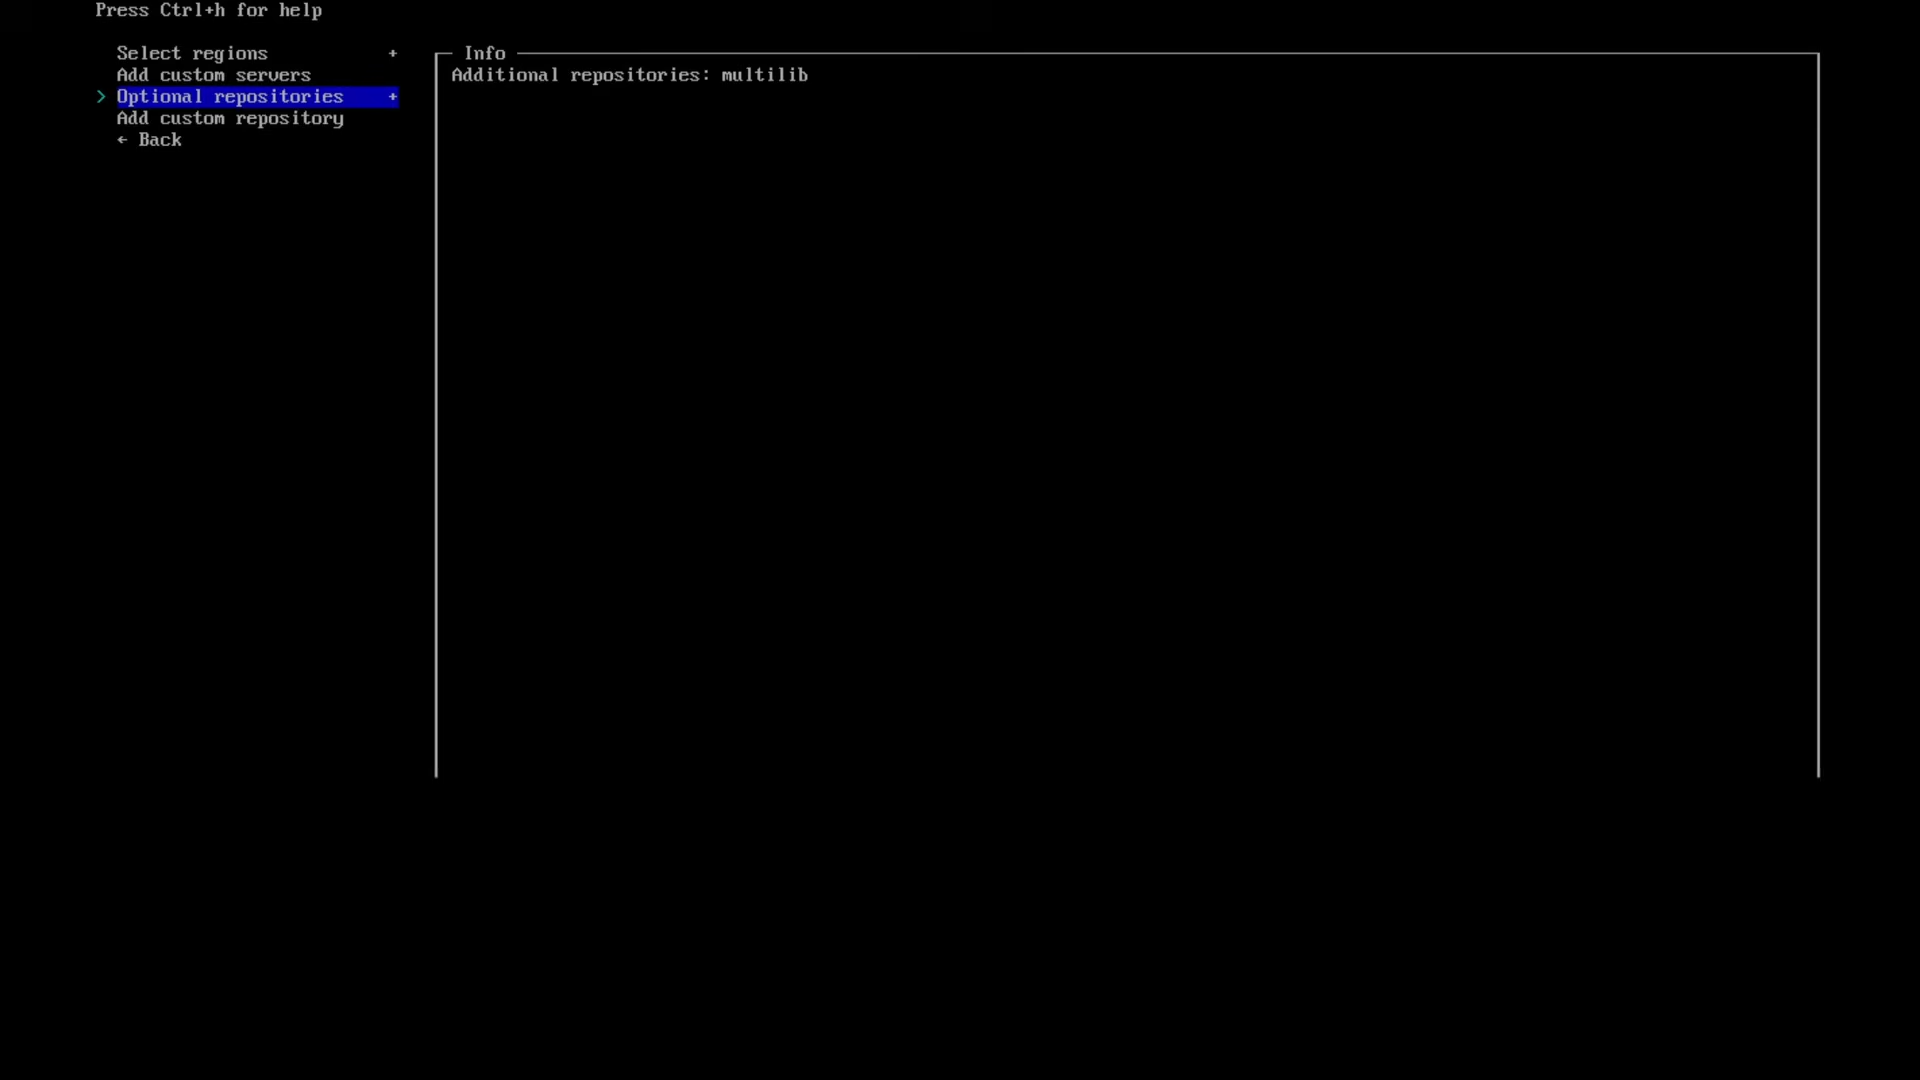 Press Ctrl+h for help
Select regions +
Info
Add custom servers
Additional repositories: multilib
> Optional repositories +
Add custom repository
← Back